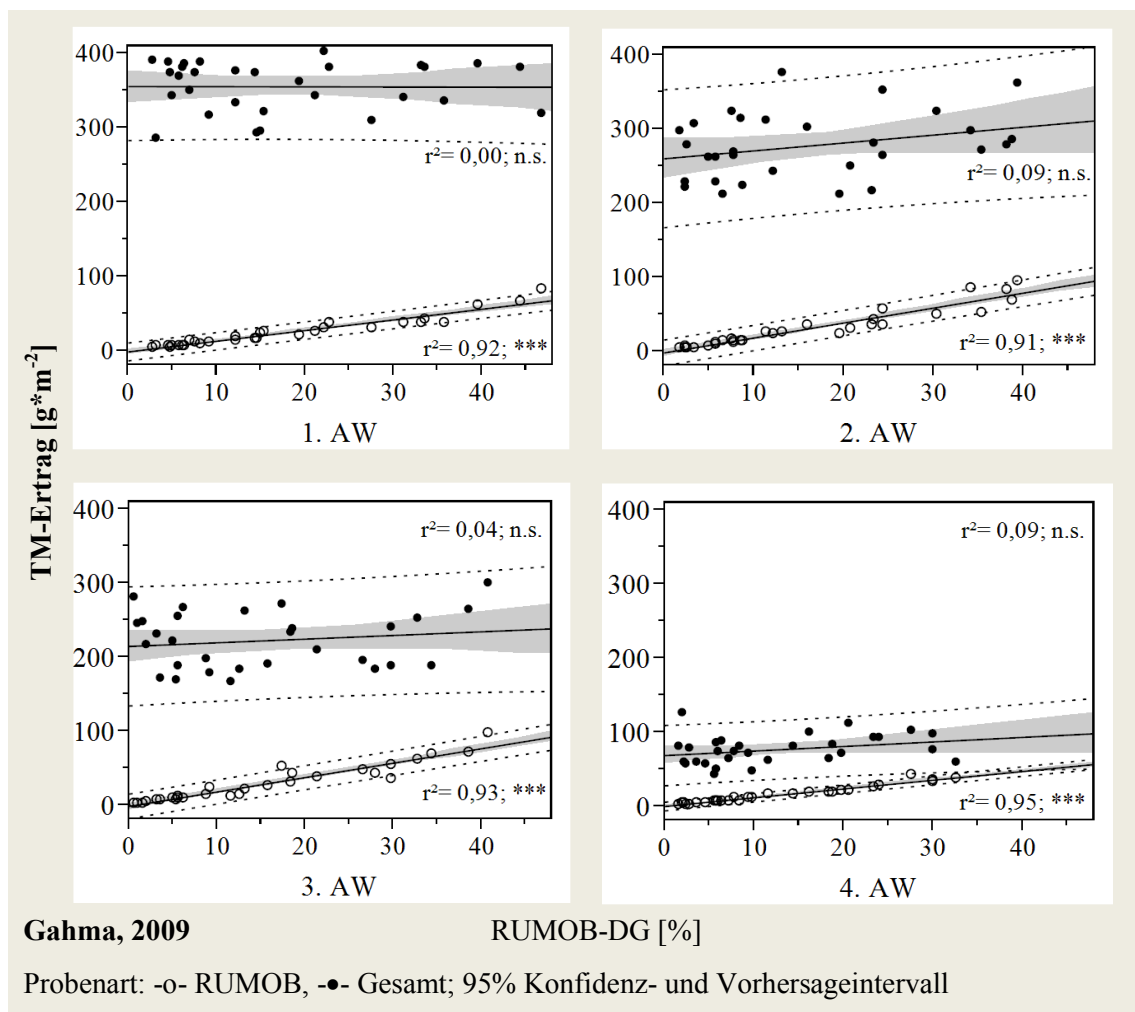 TM-Ertrag [g*m⁻²]
400
300
200
100
0
r²= 0,00; n.s.
r²= 0,92; ***
0 10 20 30 40
1. AW
400
300
200
100
0
r²= 0,09; n.s.
r²= 0,91; ***
0 10 20 30 40
2. AW
400
300
200
100
0
r²= 0,04; n.s.
r²= 0,93; ***
0 10 20 30 40
3. AW
400
300
200
100
0
r²= 0,09; n.s.
r²= 0,95; ***
0 10 20 30 40
4. AW
Gahma, 2009 RUMOB-DG [%]
Probenart: -o- RUMOB, -●- Gesamt; 95% Konfidenz- und Vorhersageintervall